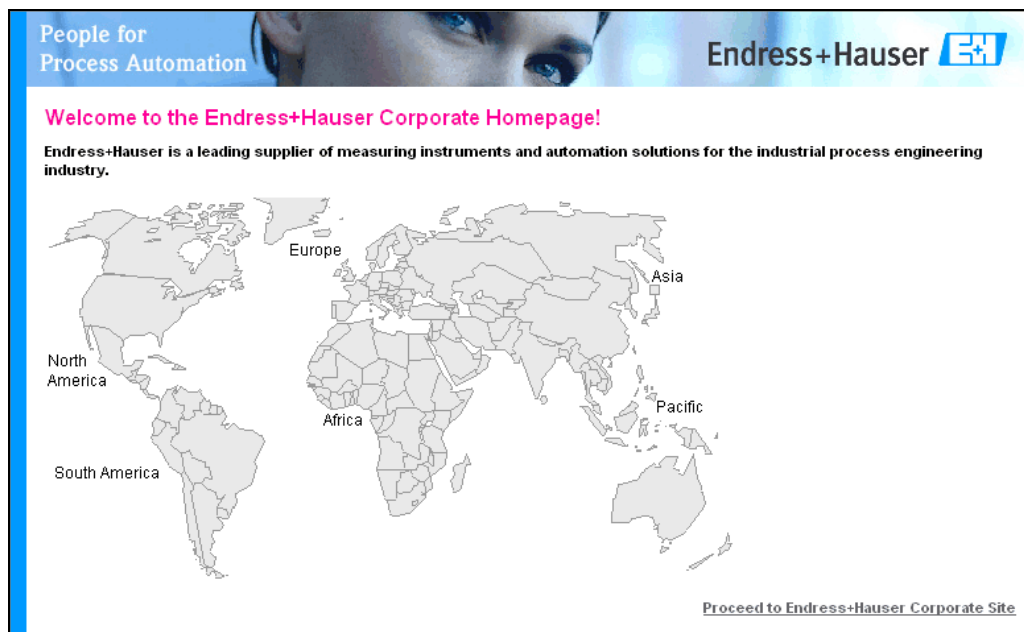 People for
Process Automation
Endress+Hauser E+H
Welcome to the Endress+Hauser Corporate Homepage!
Endress+Hauser is a leading supplier of measuring instruments and automation solutions for the industrial process engineering
industry.
Europe
Asia
North
America
Pacific
Africa
South America
Proceed to Endress+Hauser Corporate Site